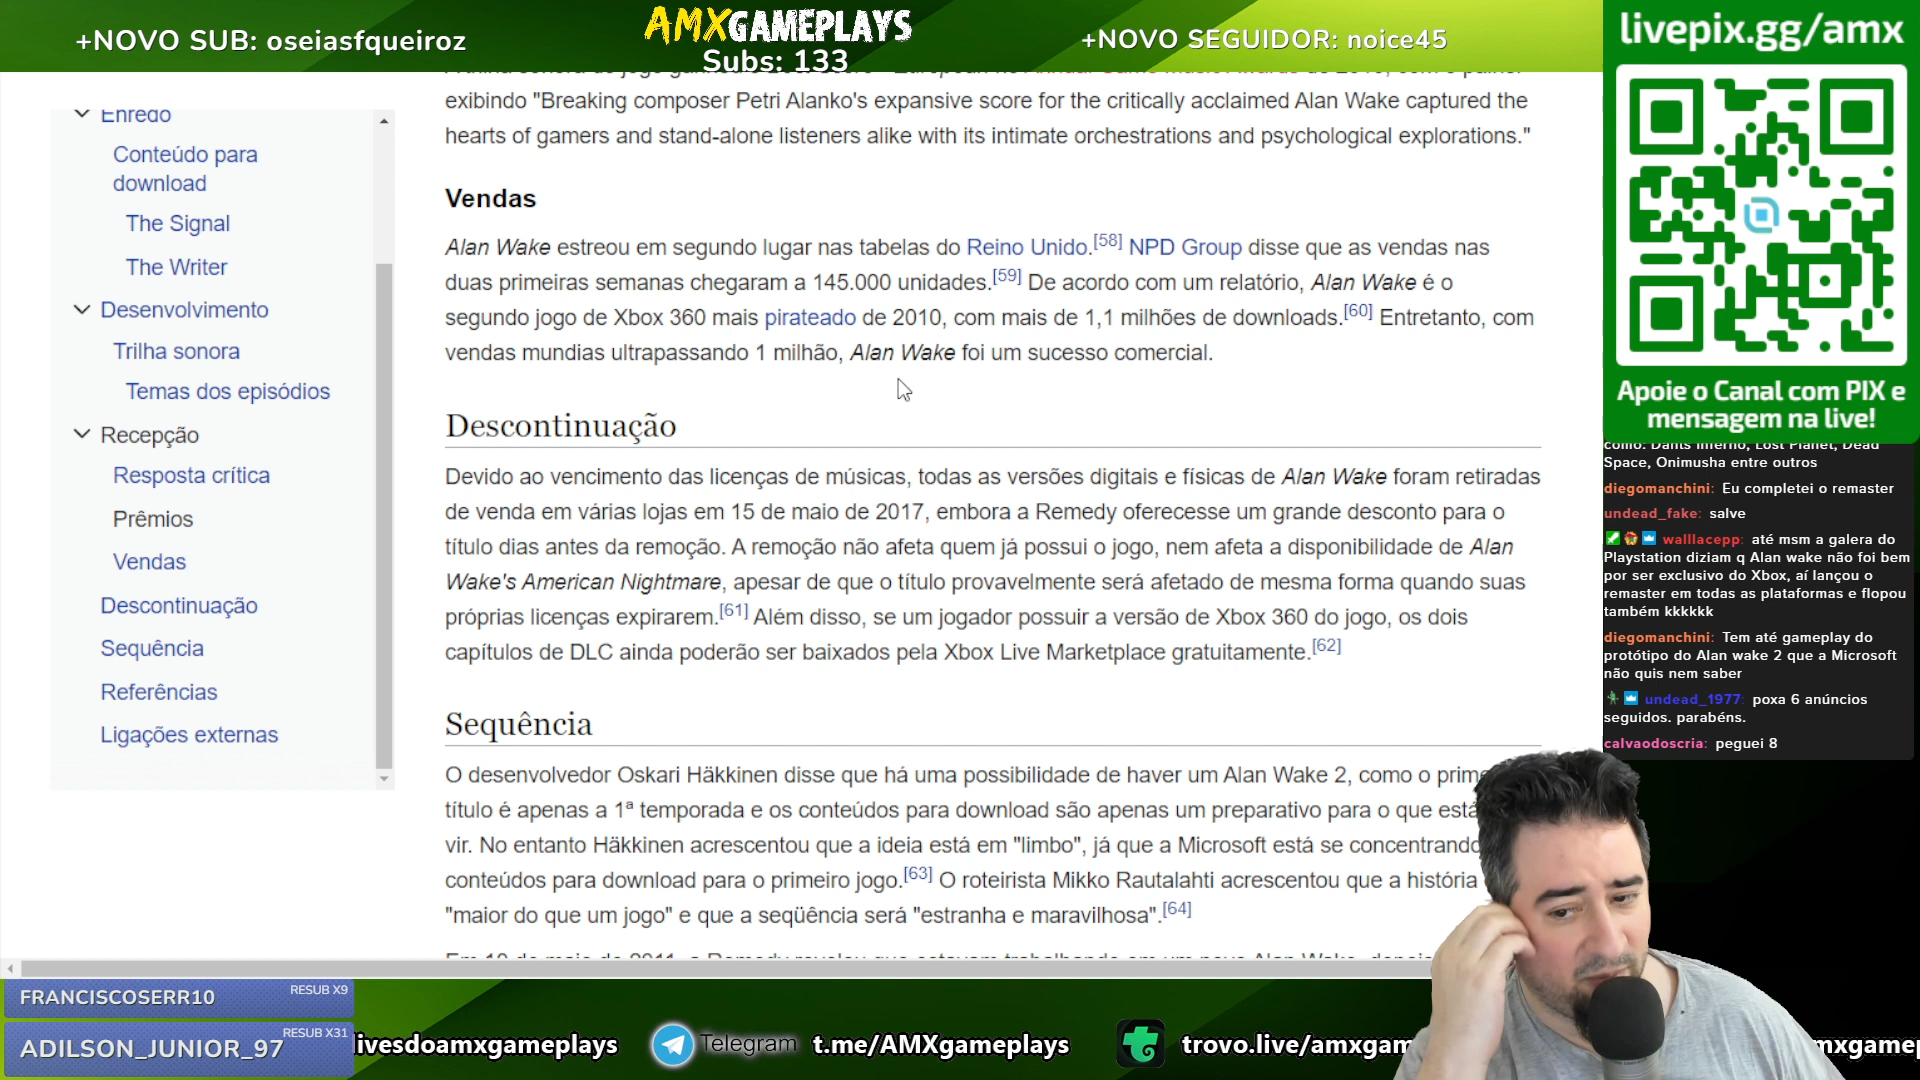 +NOVO SUB: oseiasfqueiroz
AMXGAMEPLAYS
Subs: 133
+NOVO SEGUIDOR: noice45
livepix.gg/amx
Apoie o Canal com PIX e
mensagem na live!
Enredo
Conteúdo para
download
The Signal
The Writer
Desenvolvimento
Trilha sonora
Temas dos episódios
Recepção
Resposta crítica
Prêmios
Vendas
Descontinuação
Sequência
Referências
Ligações externas
exibindo "Breaking composer Petri Alanko's expansive score for the critically acclaimed Alan Wake captured the
hearts of gamers and stand-alone listeners alike with its intimate orchestrations and psychological explorations."
Vendas
Alan Wake estreou em segundo lugar nas tabelas do Reino Unido.[58] NPD Group disse que as vendas nas
duas primeiras semanas chegaram a 145.000 unidades.[59] De acordo com um relatório, Alan Wake é o
segundo jogo de Xbox 360 mais pirateado de 2010, com mais de 1,1 milhões de downloads.[60] Entretanto, com
vendas mundias ultrapassando 1 milhão, Alan Wake foi um sucesso comercial.
Descontinuação
Devido ao vencimento das licenças de músicas, todas as versões digitais e físicas de Alan Wake foram retiradas
de venda em várias lojas em 15 de maio de 2017, embora a Remedy oferecesse um grande desconto para o
título dias antes da remoção. A remoção não afeta quem já possui o jogo, nem afeta a disponibilidade de Alan
Wake's American Nightmare, apesar de que o título provavelmente será afetado de mesma forma quando suas
próprias licenças expirarem.[61] Além disso, se um jogador possuir a versão de Xbox 360 do jogo, os dois
capítulos de DLC ainda poderão ser baixados pela Xbox Live Marketplace gratuitamente.[62]
Sequência
O desenvolvedor Oskari Häkkinen disse que há uma possibilidade de haver um Alan Wake 2, como o prime
título é apenas a 1ª temporada e os conteúdos para download são apenas um preparativo para o que está
vir. No entanto Häkkinen acrescentou que a ideia está em "limbo", já que a Microsoft está se concentrando
conteúdos para download para o primeiro jogo.[63] O roteirista Mikko Rautalahti acrescentou que a história
"maior do que um jogo" e que a seqüência será "estranha e maravilhosa".[64]
como: Dants Inferno, Lost Planet, Dead
Space, Onimusha entre outros
diegomanchini: Eu completei o remaster
undead_fake: salve
walllacepp: até msm a galera do
Playstation diziam q Alan wake não foi bem
por ser exclusivo do Xbox, aí lançou o
remaster em todas as plataformas e flopou
também kkkkkk
diegomanchini: Tem até gameplay do
protótipo do Alan wake 2 que a Microsoft
não quis nem saber
undead_1977: poxa 6 anúncios
seguidos. parabéns.
calvaodoscria: peguei 8
FRANCISCOSERR10 RESUB X9
ADILSON_JUNIOR_97 RESUB X31
livesdoamxgameplays
Telegram t.me/AMXgameplays
trovo.live/amxgam
mxgamep